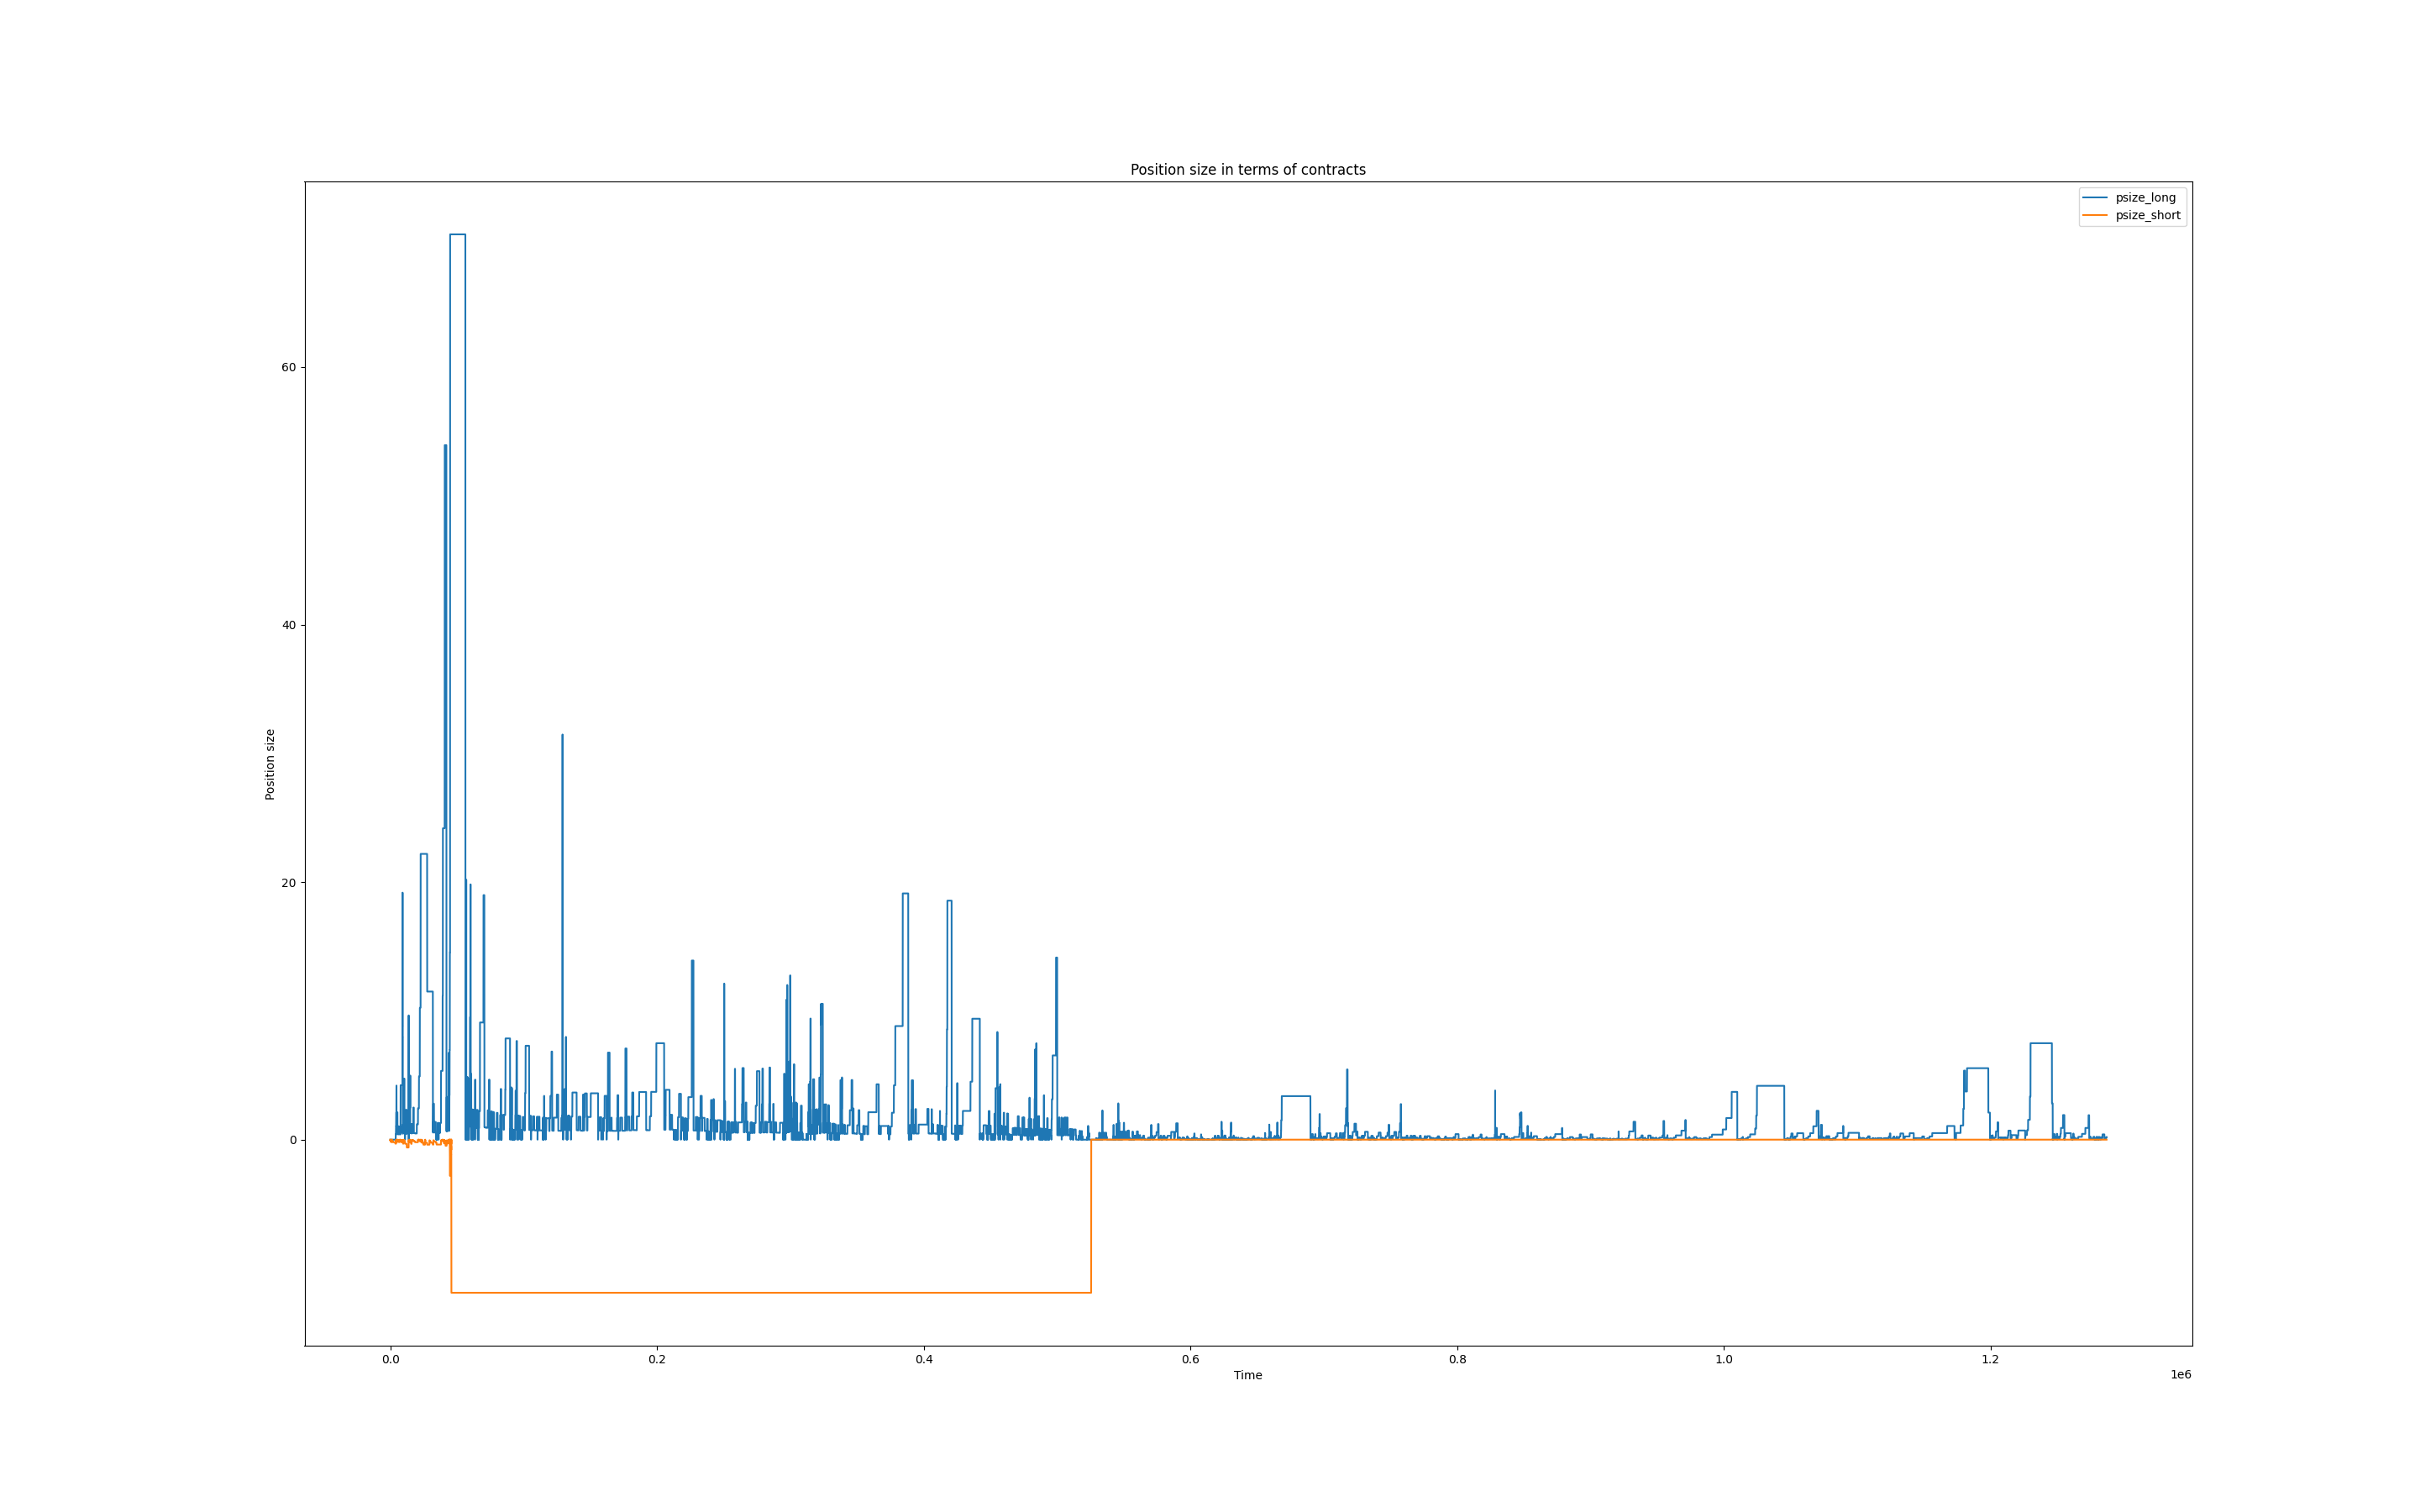 Position size in terms of contracts
psize_long
psize_short
Position size
60
40
20
0
0.0
0.2
0.4
0.6
0.8
1.0
1.2
1e6
Time